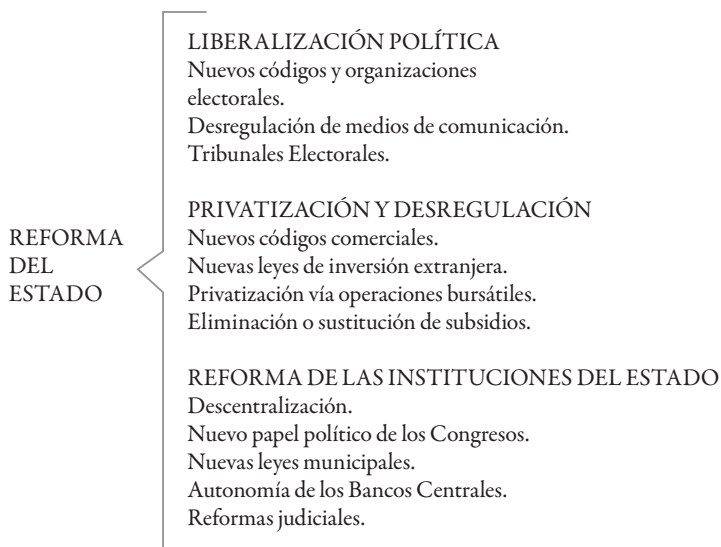 LIBERALIZACIÓN POLÍTICA
Nuevos códigos y organizaciones
electorales.
Desregulación de medios de comunicación.
Tribunales Electorales.
PRIVATIZACIÓN Y DESREGULACIÓN
REFORMA
DEL
ESTADO
Nuevos códigos comerciales.
Nuevas leyes de inversión extranjera.
Privatización vía operaciones bursátiles.
Eliminación o sustitución de subsidios.
REFORMA DE LAS INSTITUCIONES DEL ESTADO
Descentralización.
Nuevo papel político de los Congresos.
Nuevas leyes municipales.
Autonomía de los Bancos Centrales.
Reformas judiciales.